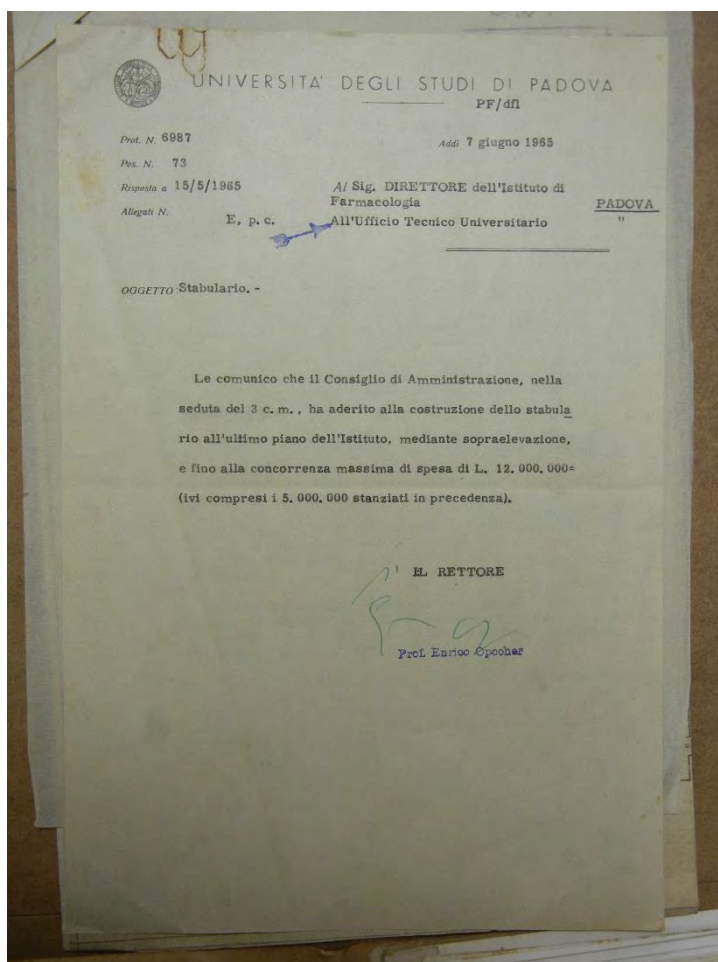 UNIVERSITA' DEGLI STUDI DI PADOVA
PF/dfl
Prot. N. 6987
Addì 7 giugno 1965
Pos. N. 73
Risposta a 15/5/1965
Al Sig. DIRETTORE dell'Istituto di
Farmacologia PADOVA
Allegati N.
E, p. c. All'Ufficio Tecnico Universitario "
OGGETTO: Stabulario. -
Le comunico che il Consiglio di Amministrazione, nella
seduta del 3 c. m. , ha aderito alla costruzione dello stabula
rio all'ultimo piano dell'Istituto, mediante sopraelevazione,
e fino alla concorrenza massima di spesa di L. 12. 000. 000=
(ivi compresi i 5. 000. 000 stanziati in precedenza).
IL RETTORE
Prof. Enrico Opocher